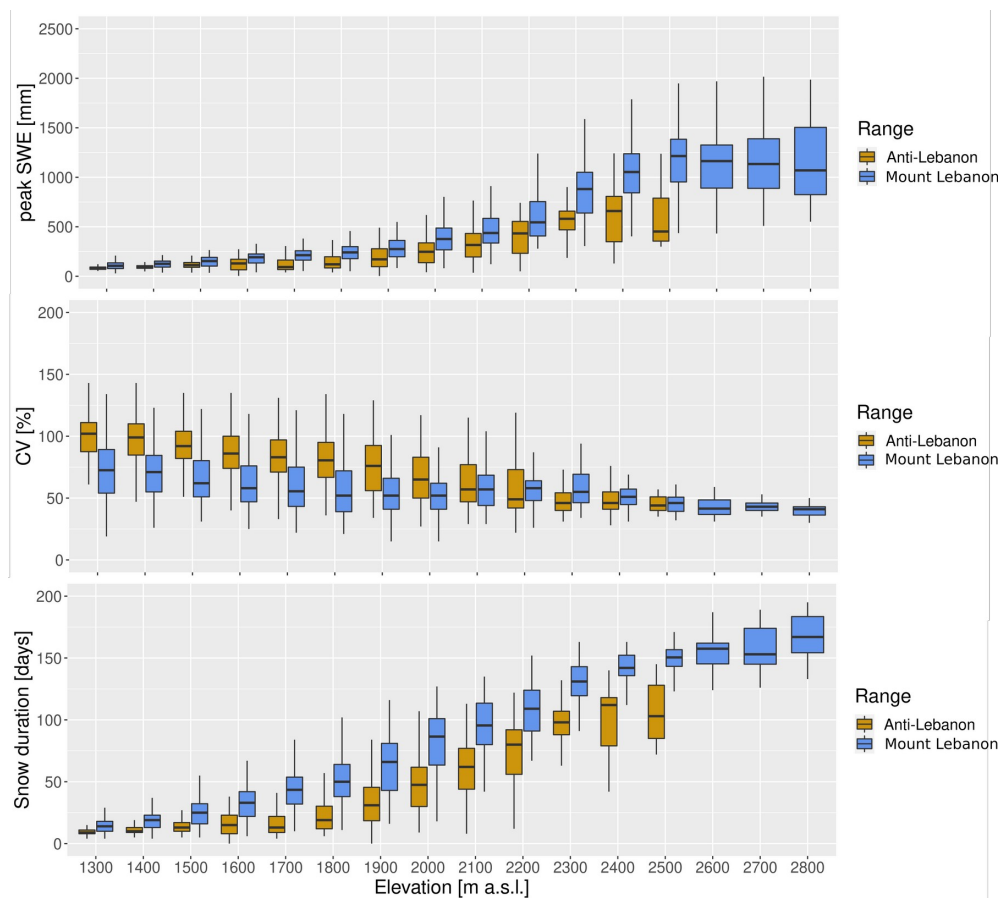 peak SWE [mm]
2500
2000
1500
1000
500
0
Range
Anti-Lebanon
Mount Lebanon
CV [%]
200
150
100
50
0
Range
Anti-Lebanon
Mount Lebanon
Snow duration [days]
200
150
100
50
0
Range
Anti-Lebanon
Mount Lebanon
1300 1400 1500 1600 1700 1800 1900 2000 2100 2200 2300 2400 2500 2600 2700 2800
Elevation [m a.s.l.]